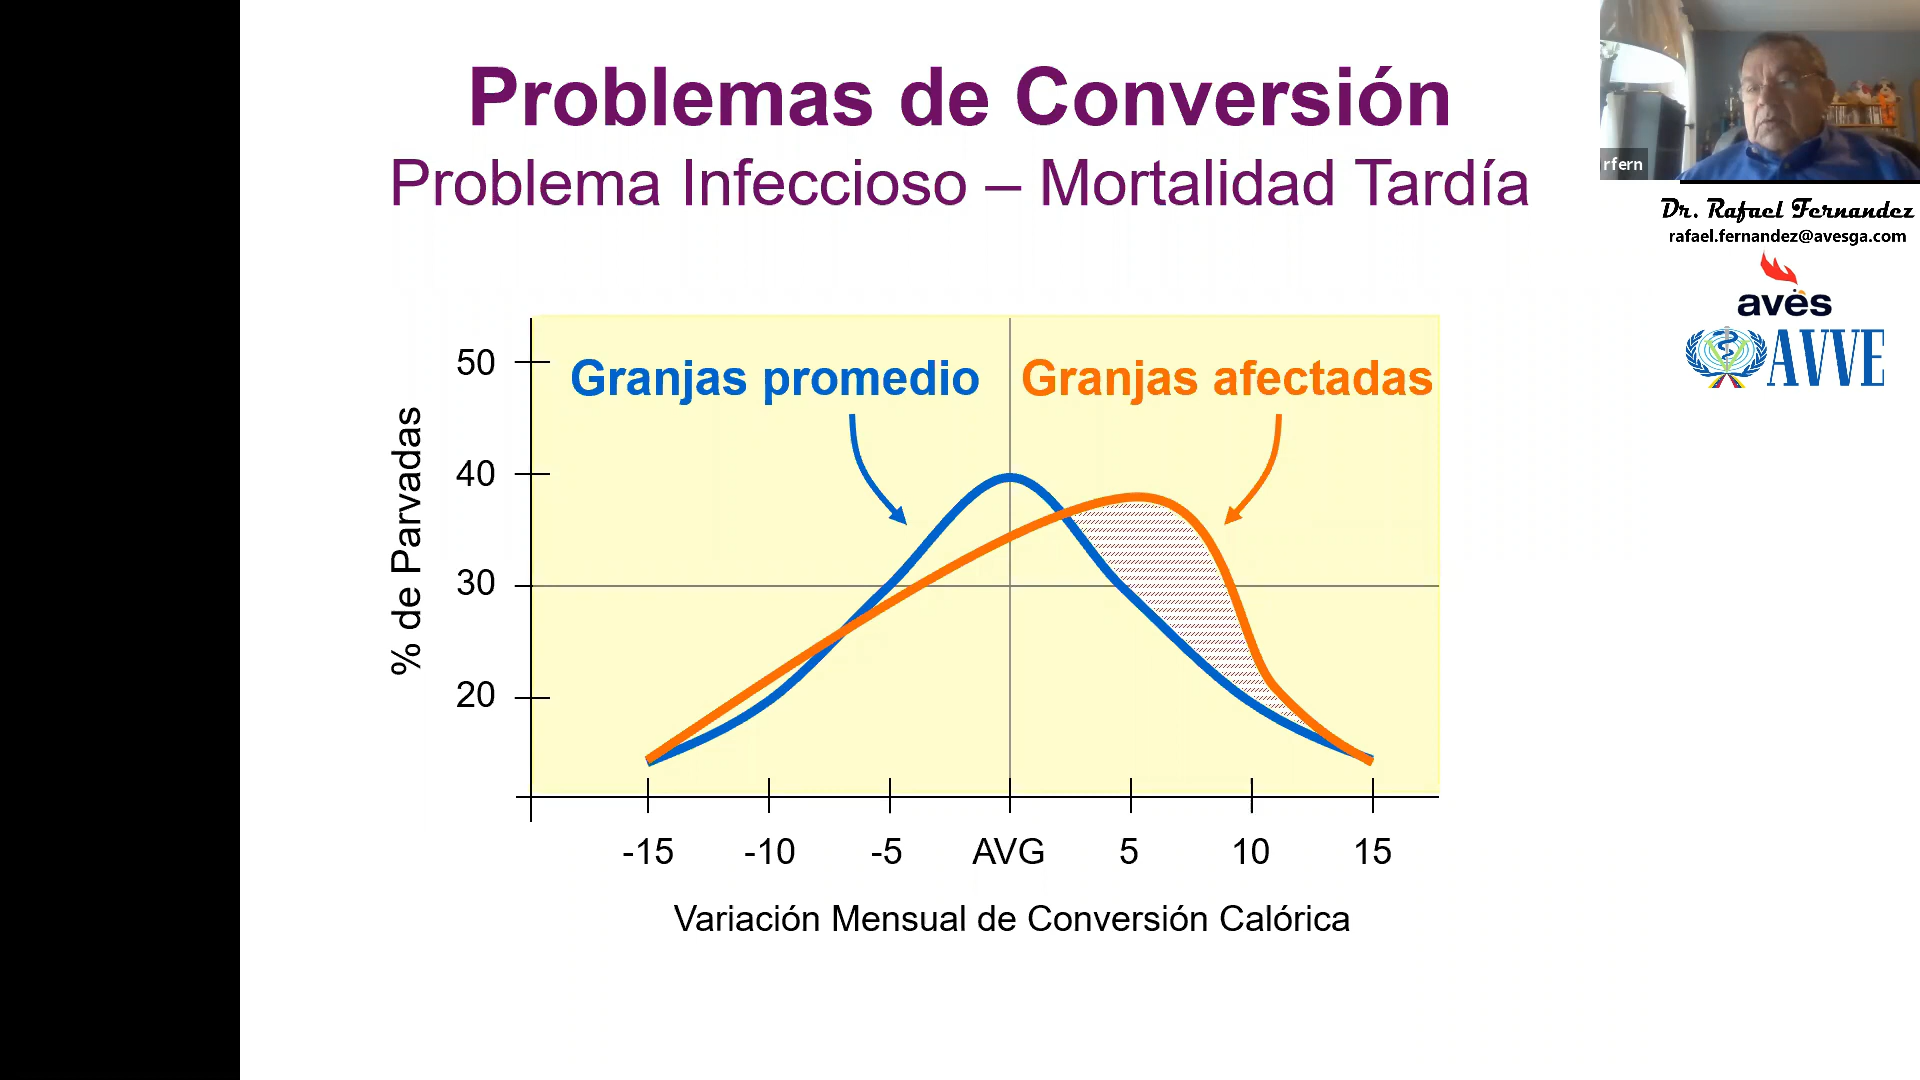 Problemas de Conversión
Problema Infeccioso – Mortalidad Tardía
rfern
Dr. Rafael Fernandez
rafael.fernandez@avesga.com
avès
AVVE
Granjas promedio
Granjas afectadas
% de Parvadas
50
40
30
20
-15 -10 -5 AVG 5 10 15
Variación Mensual de Conversión Calórica